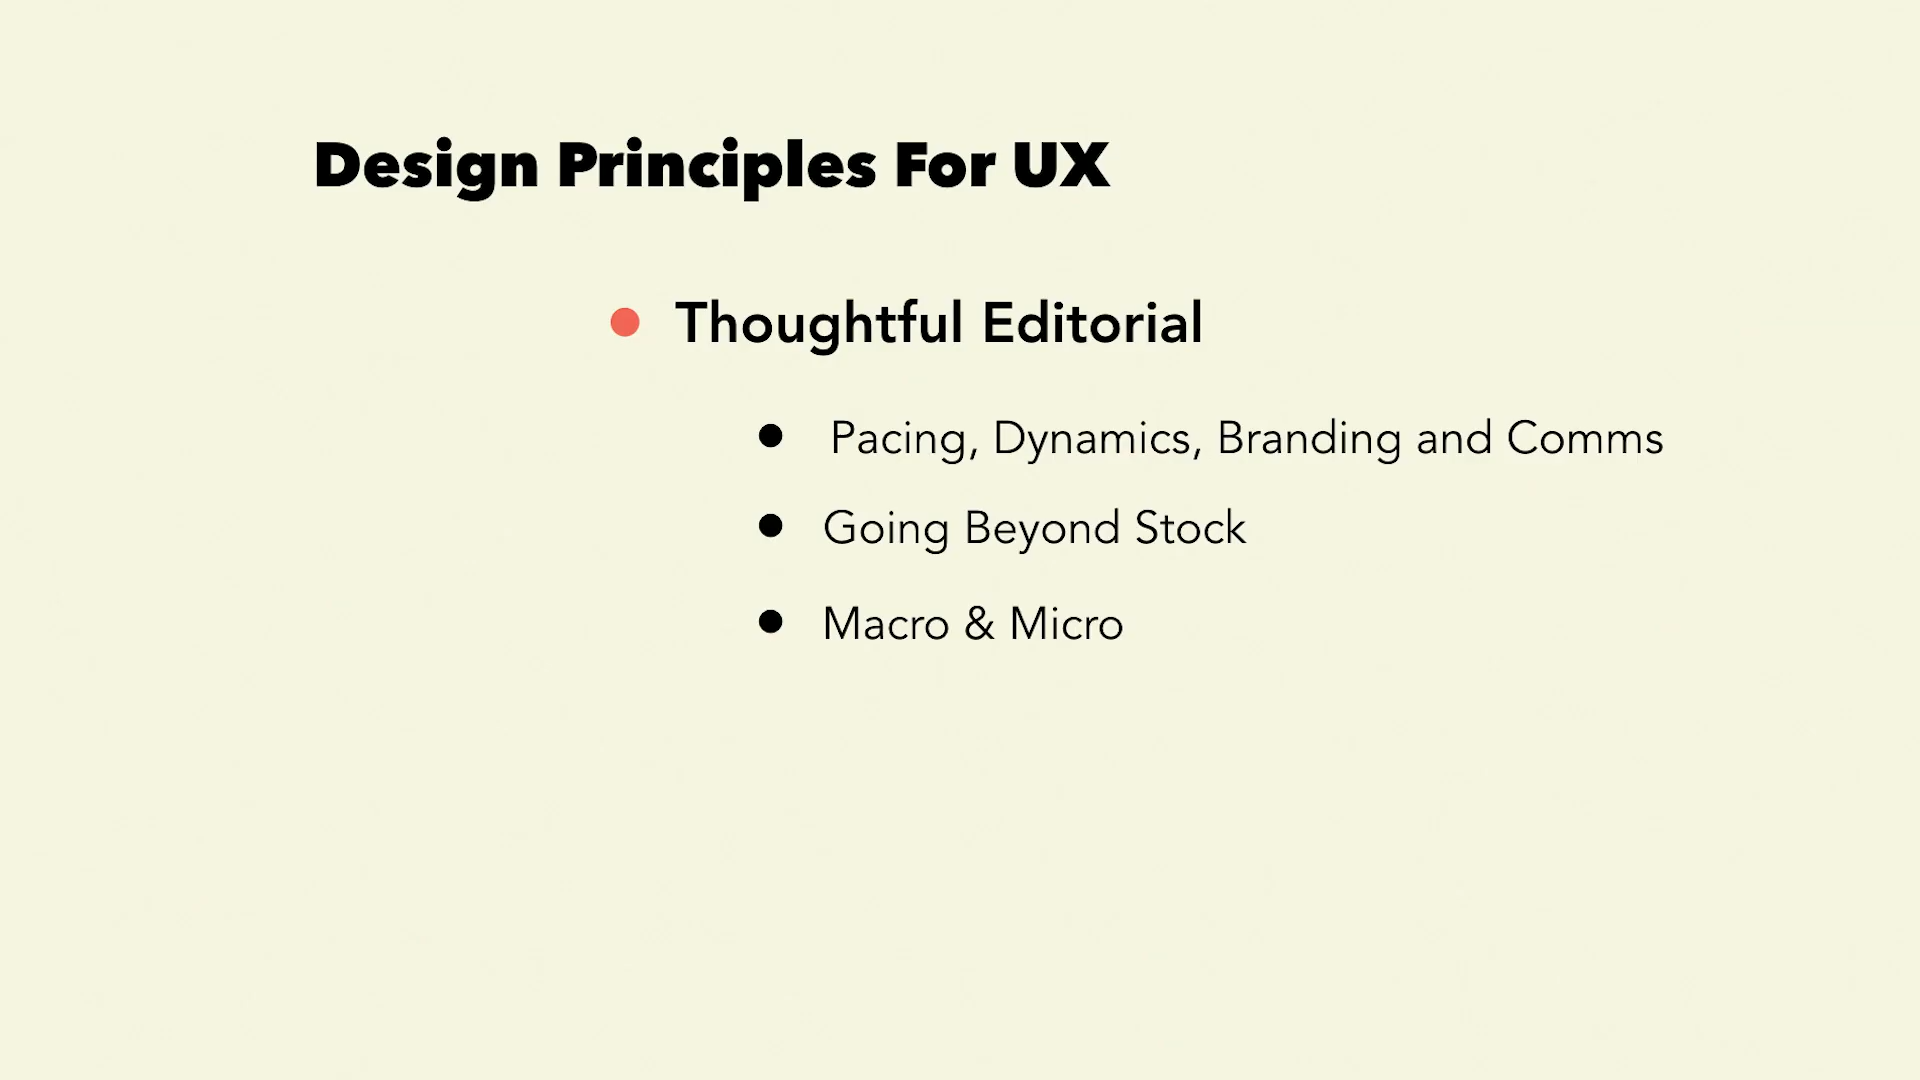 Design Principles For UX
Thoughtful Editorial
Pacing, Dynamics, Branding and Comms
Going Beyond Stock
Macro & Micro